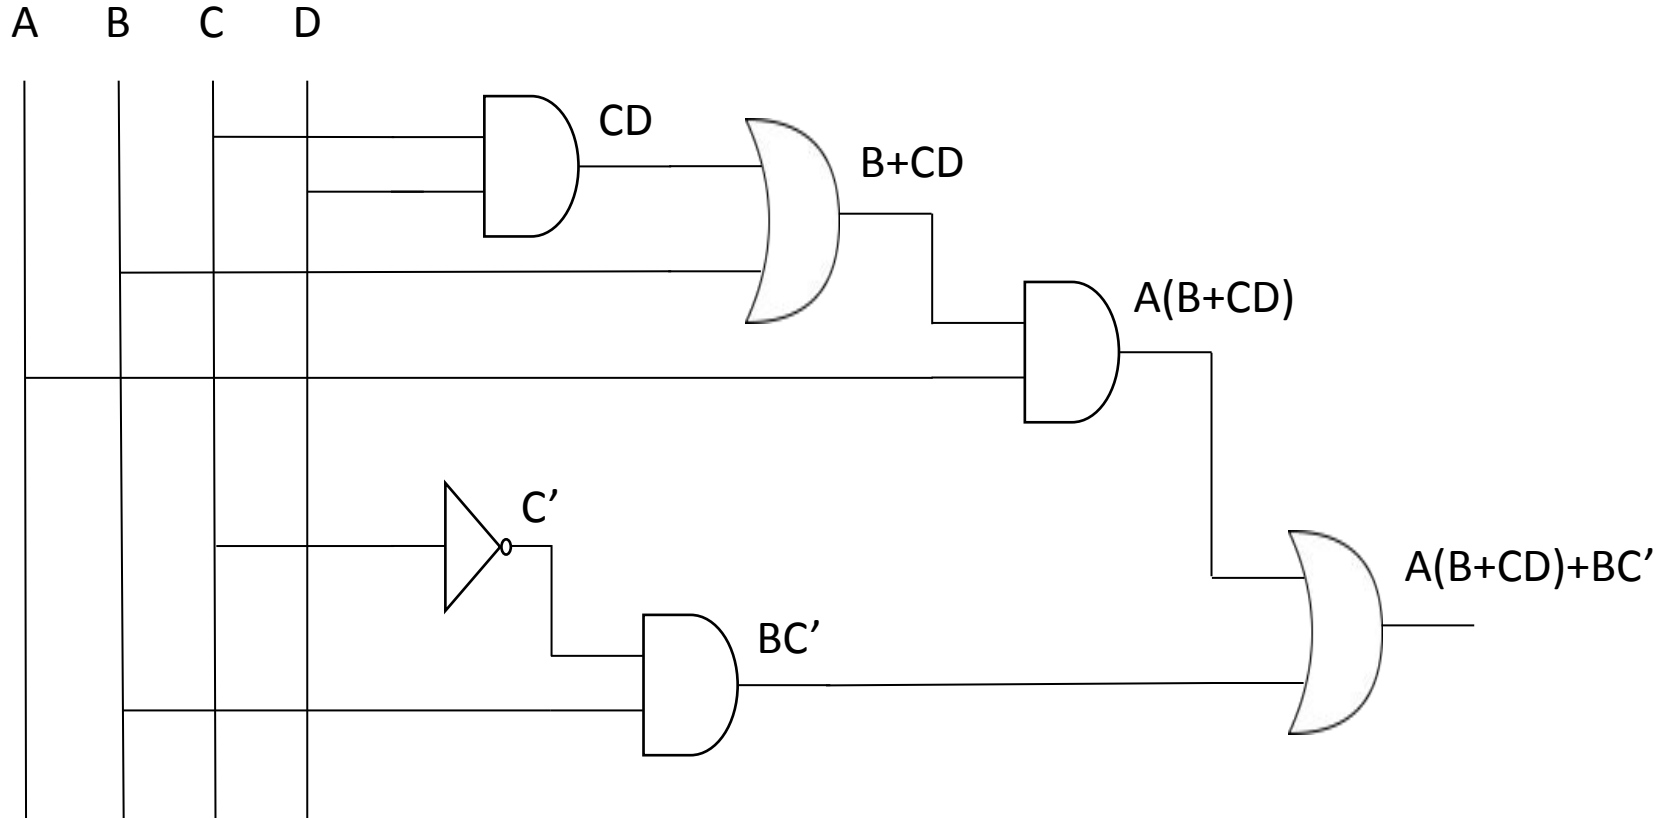 A B C D
CD
B+CD
A(B+CD)
C’
A(B+CD)+BC’
BC’